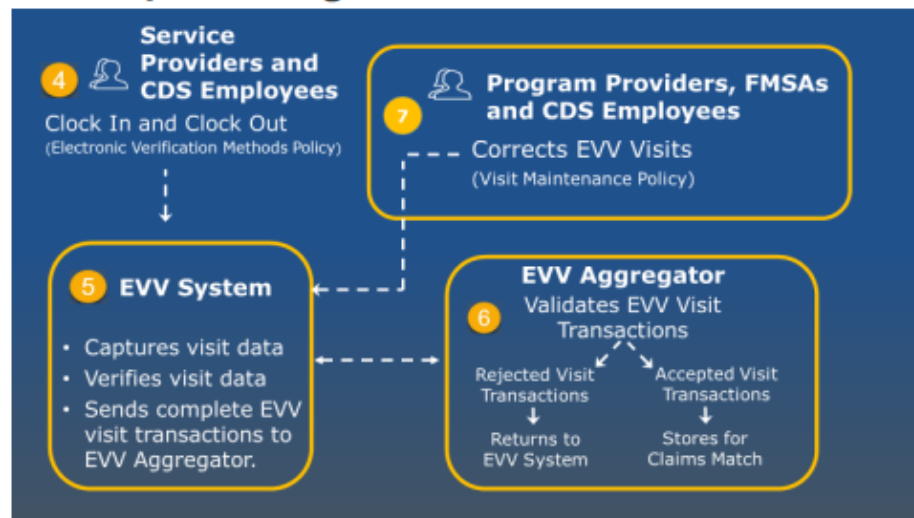 4
Service
Providers and
CDS Employees
Clock In and Clock Out
(Electronic Verification Methods Policy)
7
Program Providers, FMSAs
and CDS Employees
Corrects EVV Visits
(Visit Maintenance Policy)
5
EVV System
• Captures visit data
• Verifies visit data
• Sends complete EVV
visit transactions to
EVV Aggregator.
EVV Aggregator
6
Validates EVV Visit
Transactions
Rejected Visit
Transactions
Returns to
EVV System
Accepted Visit
Transactions
Stores for
Claims Match